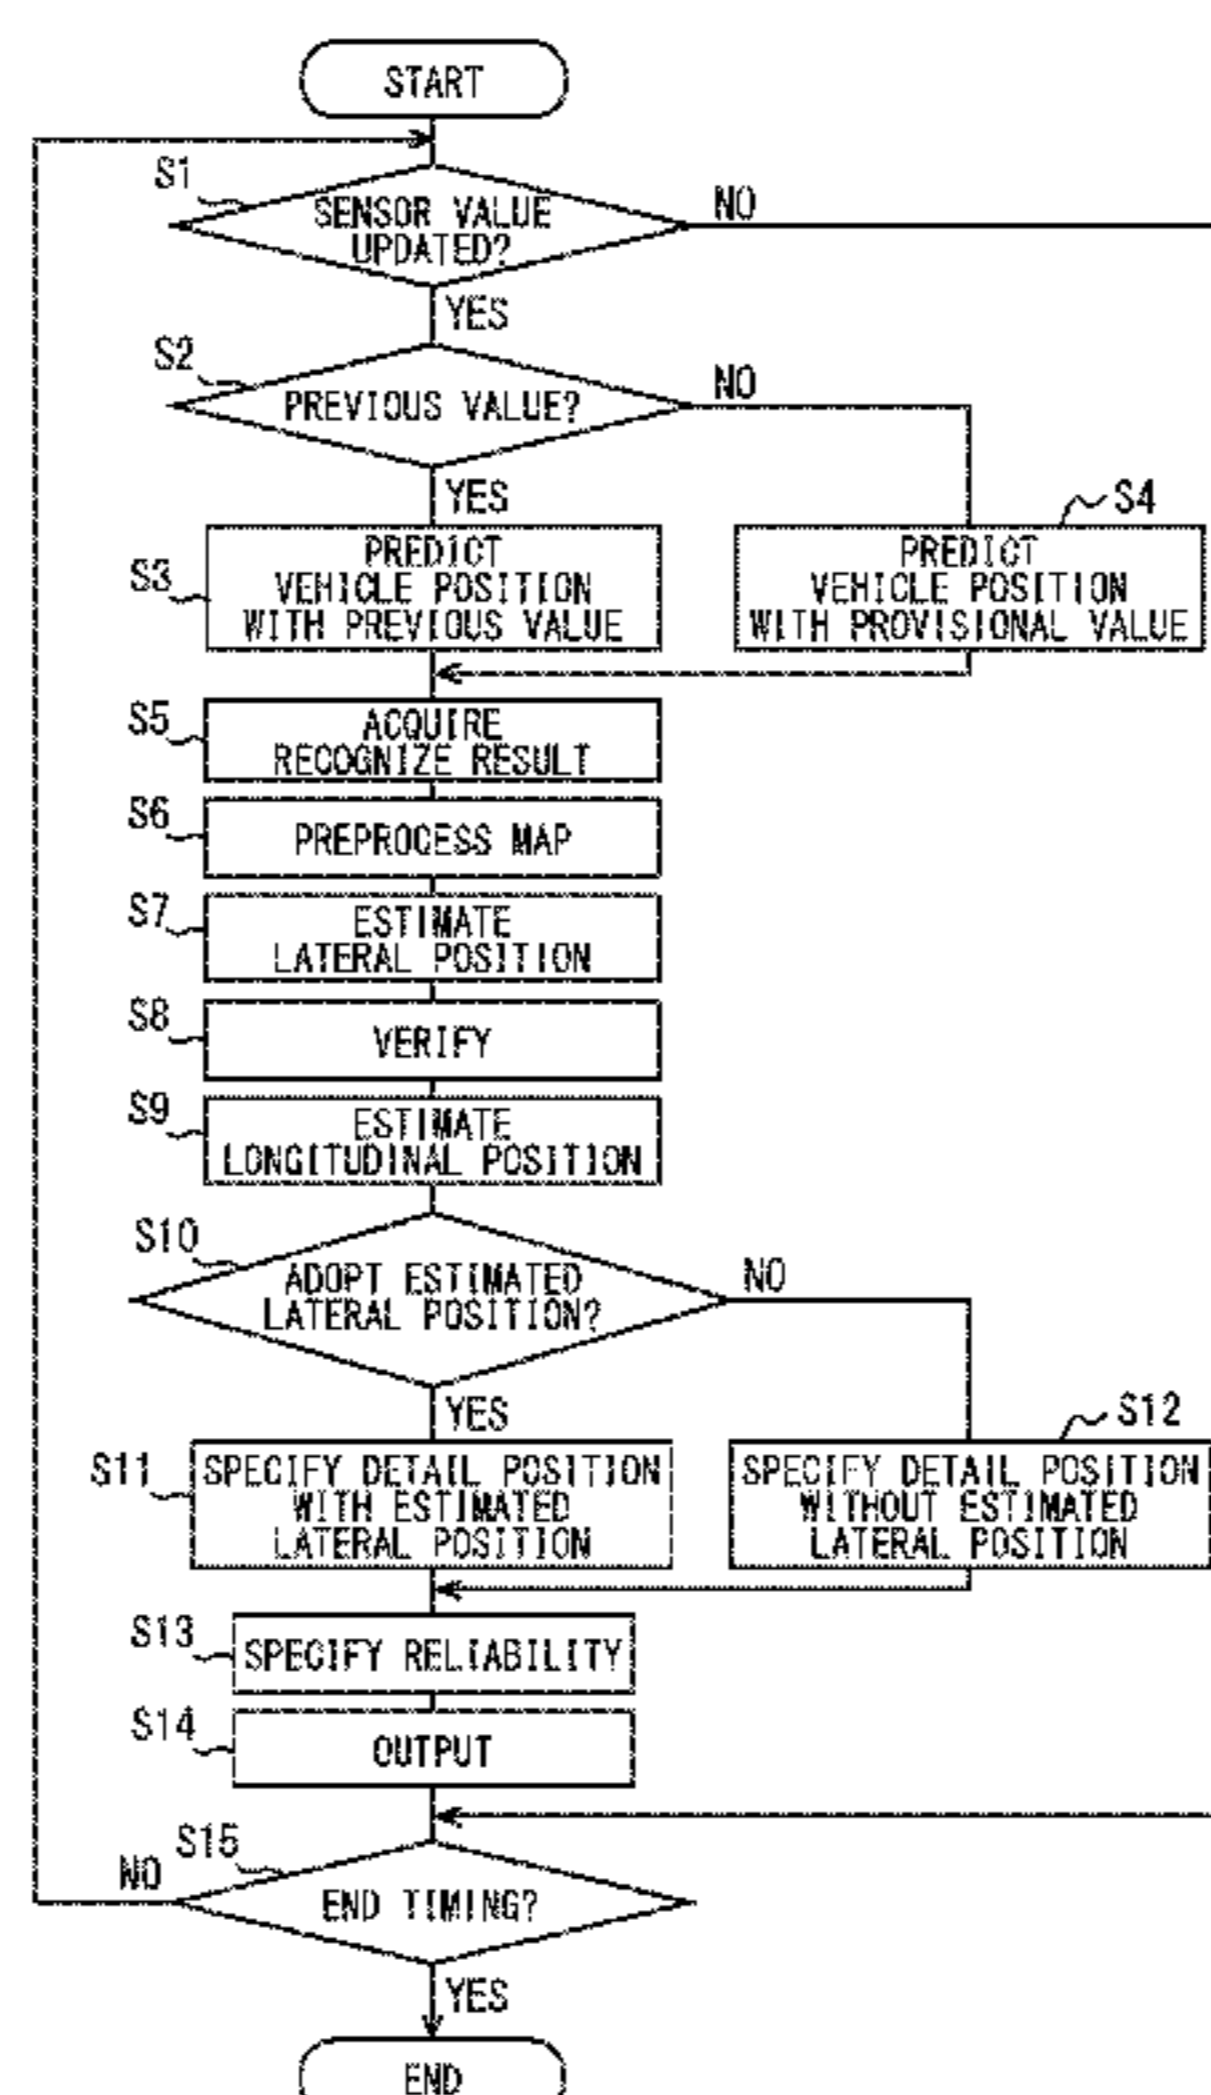 START
S1
SENSOR VALUE
UPDATED?
NO
YES
S2
PREVIOUS VALUE?
NO
YES
S3
PREDICT
VEHICLE POSITION
WITH PREVIOUS VALUE
S4
PREDICT
VEHICLE POSITION
WITH PROVISIONAL VALUE
S5
ACQUIRE
RECOGNIZE RESULT
S6
PREPROCESS MAP
S7
ESTIMATE
LATERAL POSITION
S8
VERIFY
S9
ESTIMATE
LONGITUDINAL POSITION
S10
ADOPT ESTIMATED
LATERAL POSITION?
NO
YES
S11
SPECIFY DETAIL POSITION
WITH ESTIMATED
LATERAL POSITION
S12
SPECIFY DETAIL POSITION
WITHOUT ESTIMATED
LATERAL POSITION
S13
SPECIFY RELIABILITY
S14
OUTPUT
S15
NO
END TIMING?
YES
END